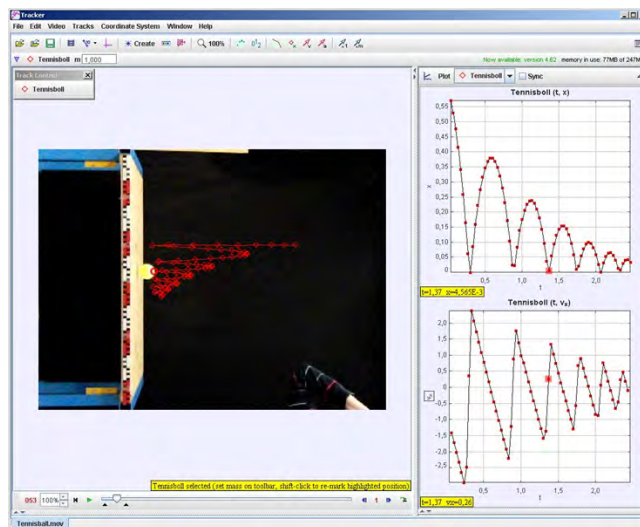 Tracker
File Edit Video Tracks Coordinate System Window Help
Create 100%
Tennisboll m 1,000
Now available: version 4.82 memory in use: 77MB of 247M
Track Control
Tennisboll
Plot Tennisboll Sync
Tennisboll (t, x)
0,55
0,50
0,45
0,40
0,35
0,30
0,25
0,20
0,15
0,10
0,05
0
x
0,5 1,0 1,5 2,0
t
t=1,37 x=4,565E-3
Tennisboll (t, vx)
2,0
1,5
1,0
0,5
0
-0,5
-1,0
-1,5
-2,0
-2,5
0,5 1,0 1,5 2,0
t
t=1,37 vx=0,26
Tennisboll selected (set mass on toolbar, shift-click to re-mark highlighted position)
053 100% 1
Tennisball.mov